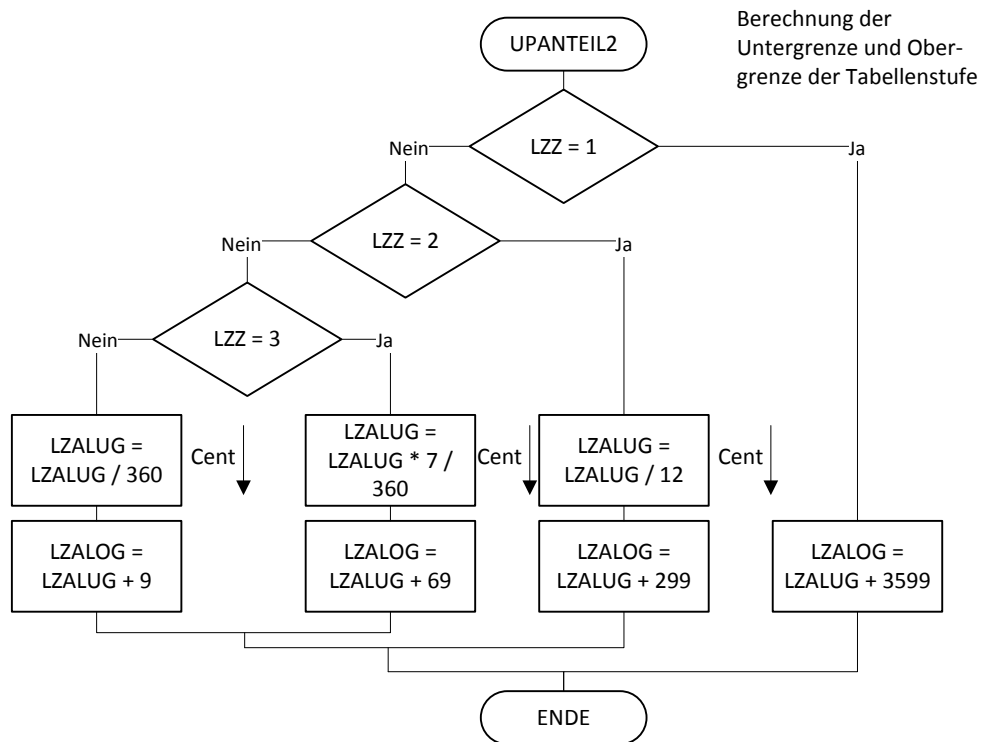 UPANTEIL2
Berechnung der
Untergrenze und Ober-
grenze der Tabellenstufe
LZZ = 1
Nein
Ja
LZZ = 2
Nein
Ja
LZZ = 3
Nein
Ja
LZALUG =
LZALUG / 360
Cent
LZALUG =
LZALUG * 7 /
360
Cent
LZALUG =
LZALUG / 12
Cent
LZALOG =
LZALUG + 9
LZALOG =
LZALUG + 69
LZALOG =
LZALUG + 299
LZALOG =
LZALUG + 3599
ENDE